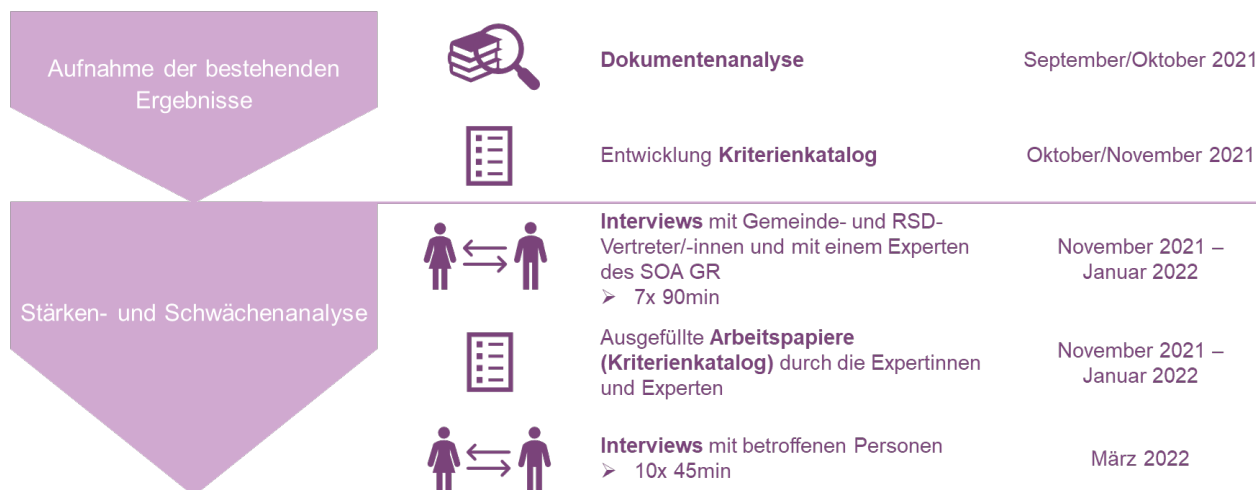 Aufnahme der bestehenden
Ergebnisse
Dokumentenanalyse
September/Oktober 2021
Entwicklung Kriterienkatalog
Oktober/November 2021
Stärken- und Schwächenanalyse
Interviews mit Gemeinde- und RSD-
Vertreter/-innen und mit einem Experten
des SOA GR
➢ 7x 90min
November 2021 –
Januar 2022
Ausgefüllte Arbeitspapiere
(Kriterienkatalog) durch die Expertinnen
und Experten
November 2021 –
Januar 2022
Interviews mit betroffenen Personen
➢ 10x 45min
März 2022